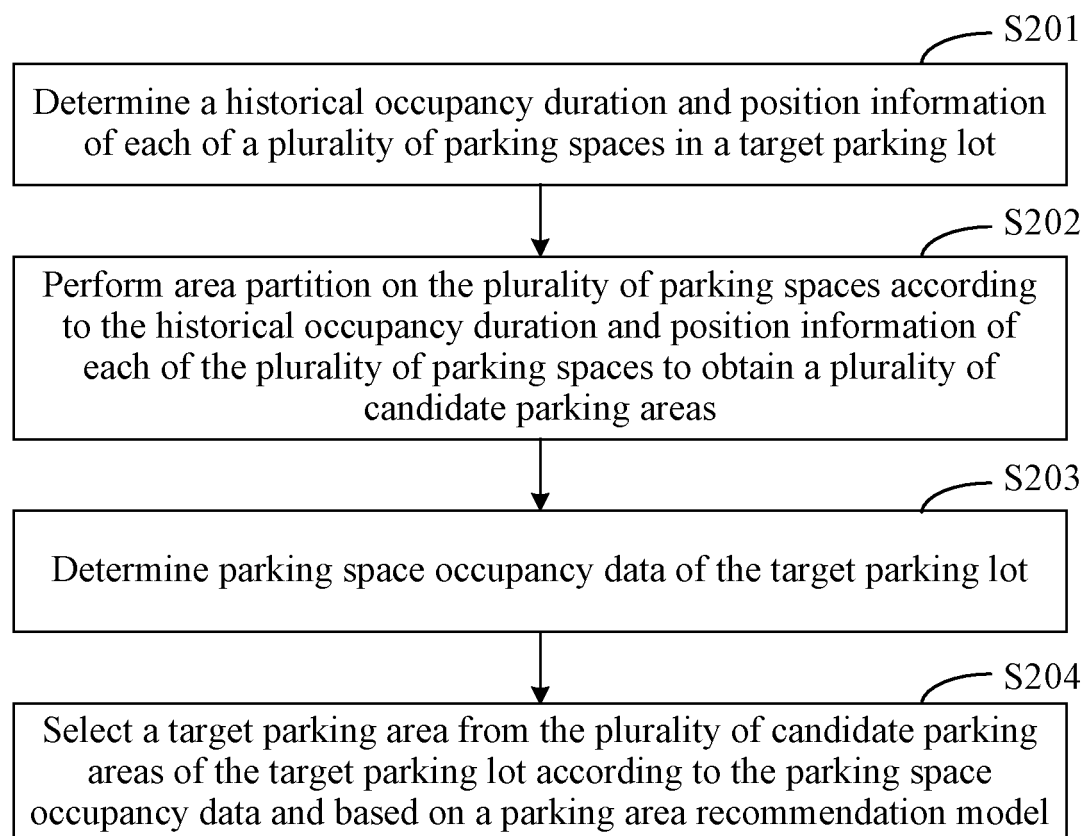 S201
Determine a historical occupancy duration and position information
of each of a plurality of parking spaces in a target parking lot
S202
Perform area partition on the plurality of parking spaces according
to the historical occupancy duration and position information of
each of the plurality of parking spaces to obtain a plurality of
candidate parking areas
S203
Determine parking space occupancy data of the target parking lot
S204
Select a target parking area from the plurality of candidate parking
areas of the target parking lot according to the parking space
occupancy data and based on a parking area recommendation model